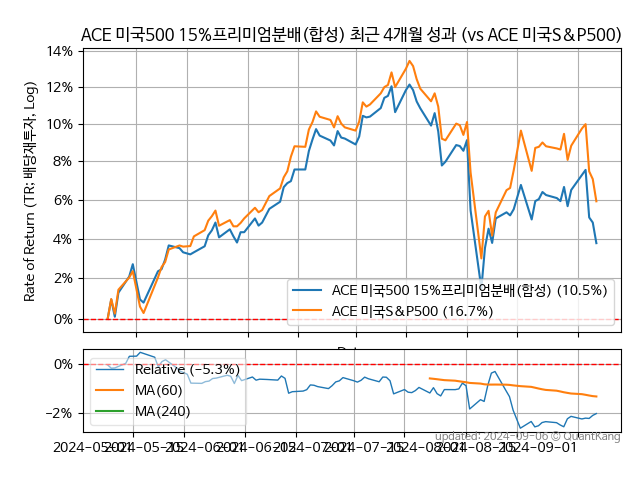 ACE 미국500 15%프리미엄분배(합성) 최근 4개월 성과 (vs ACE 미국S&P500)
Rate of Return (TR: 배당재투자, Log)
14%
12%
10%
8%
6%
4%
2%
0%
ACE 미국500 15%프리미엄분배(합성) (10.5%)
ACE 미국S&P500 (16.7%)
0%
−2%
Relative (−5.3%)
MA(60)
MA(240)
updated: 2024-09-06 © QuantKang
2024-05-01
2024-05-15
2024-06-01
2024-06-15
2024-07-01
2024-07-15
2024-08-01
2024-08-15
2024-09-01